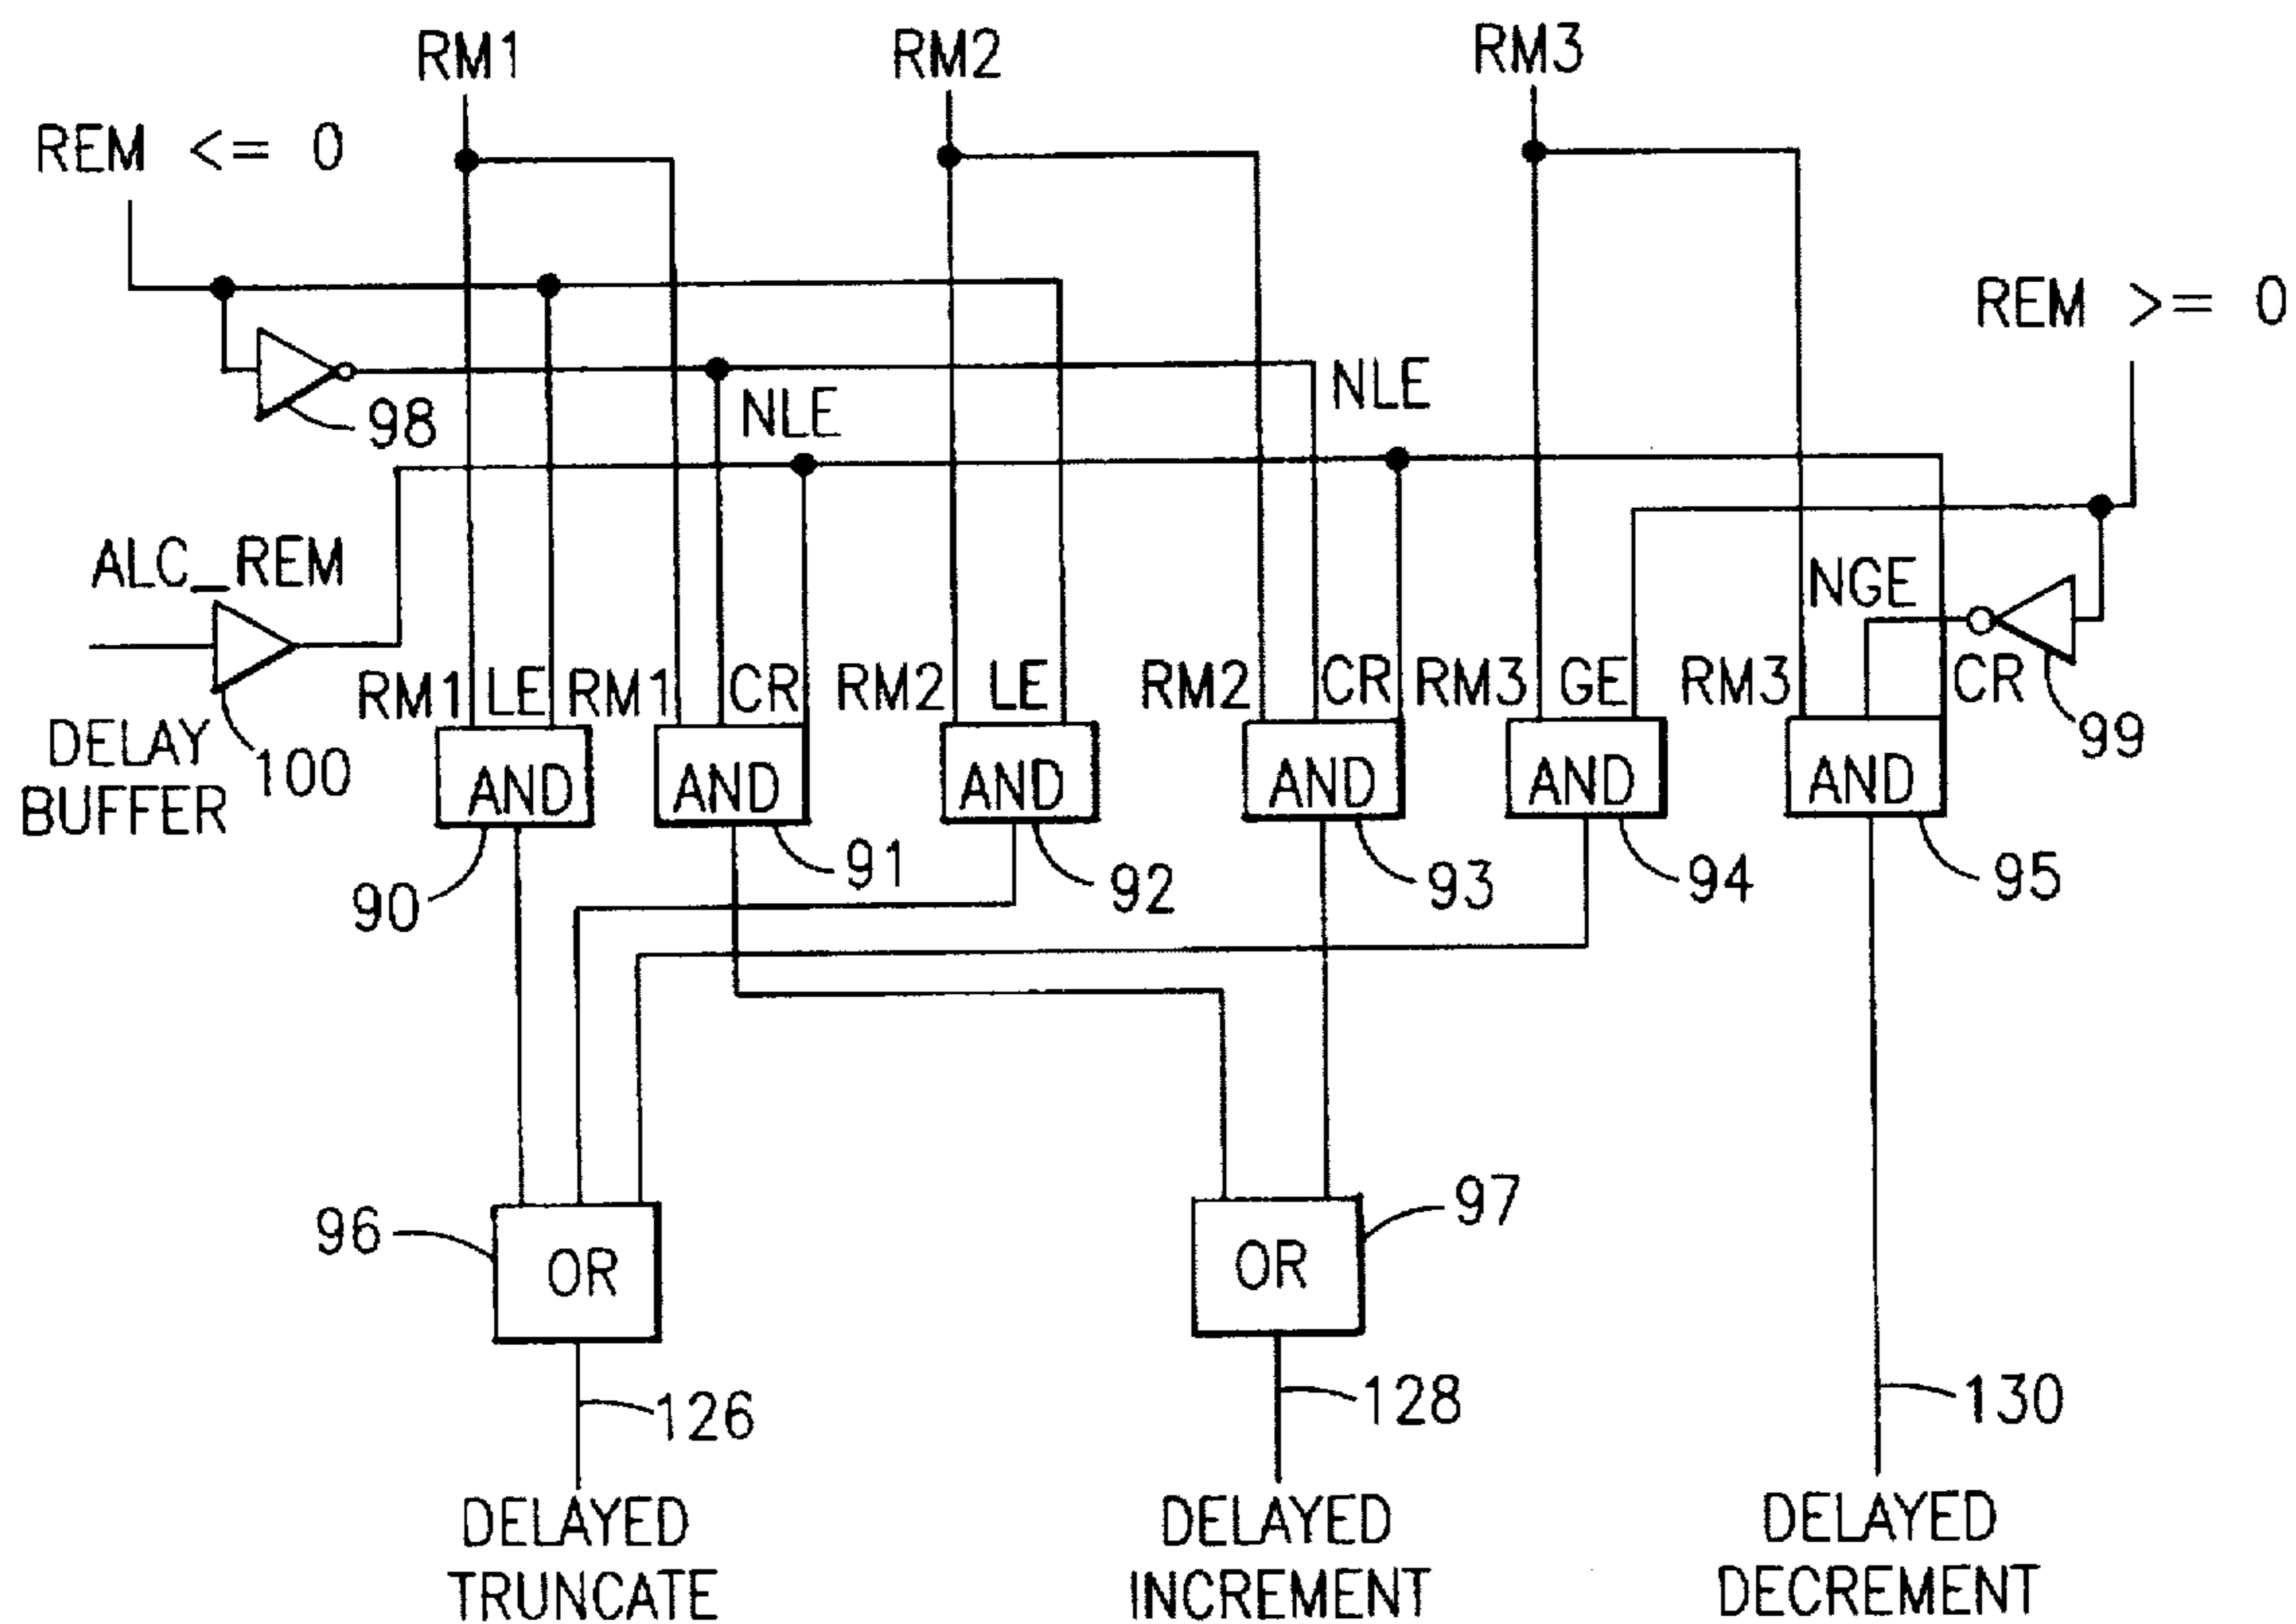 RM1
RM2
RM3
REM <= 0
REM >= 0
98
NLE
NLE
ALC_REM
NGE
RM1
LE
RM1
CR
RM2
LE
RM2
CR
RM3
GE
RM3
CR
99
DELAY
BUFFER
100
AND
AND
AND
AND
AND
AND
90
91
92
93
94
95
96
OR
OR
97
126
128
130
DELAYED
TRUNCATE
DELAYED
INCREMENT
DELAYED
DECREMENT